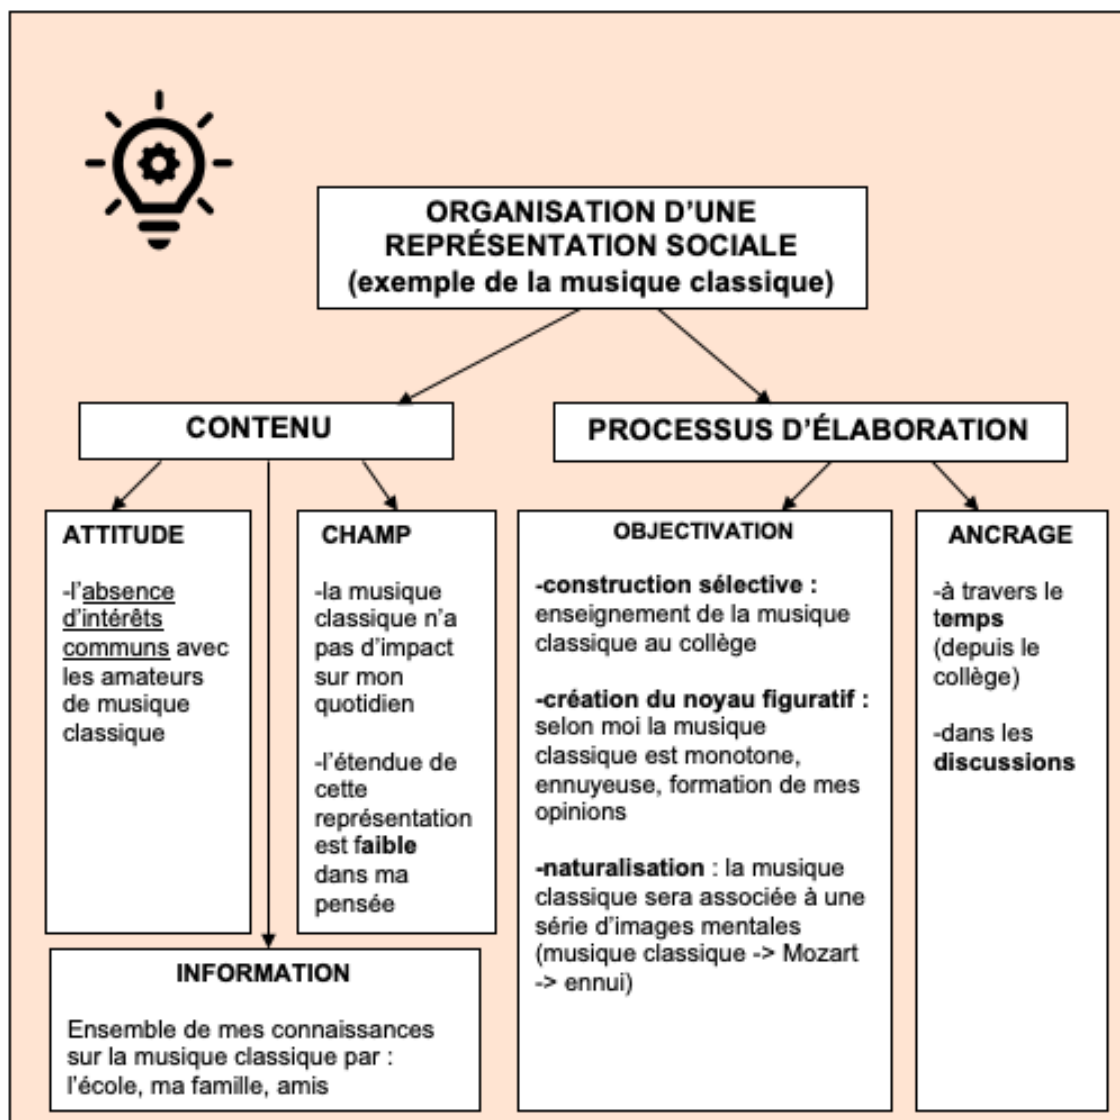 ORGANISATION D’UNE
REPRÉSENTATION SOCIALE
(exemple de la musique classique)
CONTENU
PROCESSUS D’ÉLABORATION
ATTITUDE
-l’absence
d’intérêts
communs avec
les amateurs
de musique
classique
CHAMP
-la musique
classique n’a
pas d’impact
sur mon
quotidien
-l’étendue de
cette
représentation
est faible
dans ma
pensée
INFORMATION
Ensemble de mes connaissances
sur la musique classique par :
l’école, ma famille, amis
OBJECTIVATION
-construction sélective :
enseignement de la musique
classique au collège
-création du noyau figuratif :
selon moi la musique
classique est monotone,
ennuyeuse, formation de mes
opinions
-naturalisation : la musique
classique sera associée à une
série d’images mentales
(musique classique -> Mozart
-> ennui)
ANCRAGE
-à travers le
temps
(depuis le
collège)
-dans les
discussions